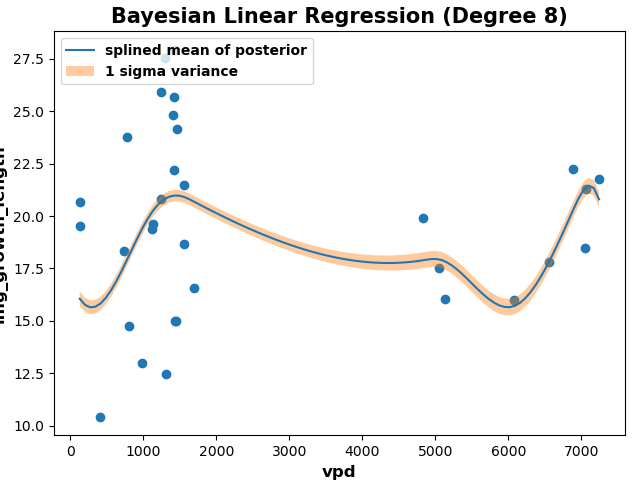 Bayesian Linear Regression (Degree 8)
splined mean of posterior
1 sigma variance
27.5
25.0
22.5
20.0
17.5
15.0
12.5
10.0
img_growth_length
0 1000 2000 3000 4000 5000 6000 7000
vpd